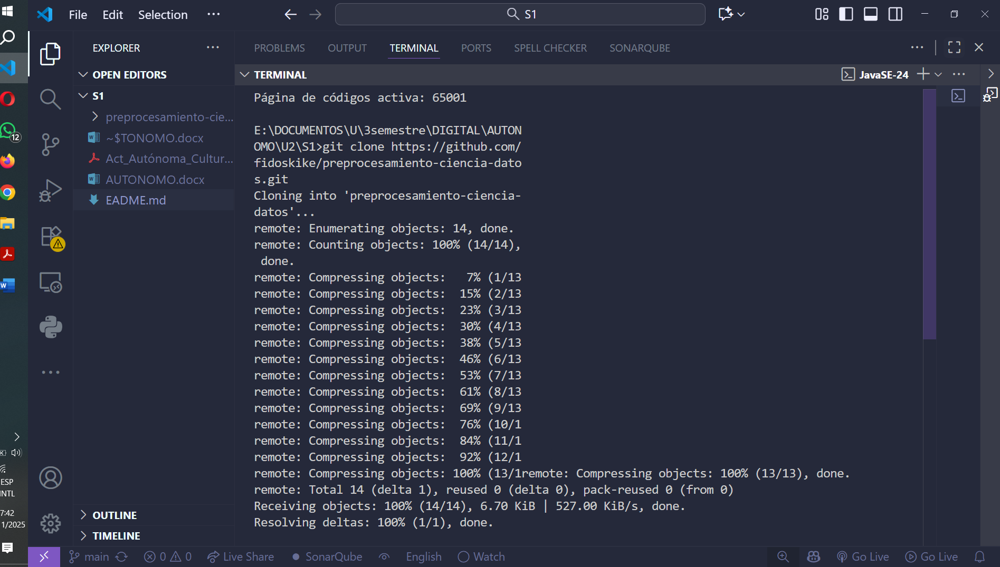 File Edit Selection ··· S1
EXPLORER ···
OPEN EDITORS
S1
preprocesamiento-cie...
~$TONOMO.docx
Act_Autónoma_Cultur...
AUTONOMO.docx
EADME.md
OUTLINE
TIMELINE
PROBLEMS OUTPUT TERMINAL PORTS SPELL CHECKER SONARQUBE ···
TERMINAL JavaSE-24 ···
Página de códigos activa: 65001
E:\DOCUMENTOS\U\3semestre\DIGITAL\AUTON
OMO\U2\S1>git clone https://github.com/
fidoskike/preprocesamiento-ciencia-dato
s.git
Cloning into 'preprocesamiento-ciencia-
datos'...
remote: Enumerating objects: 14, done.
remote: Counting objects: 100% (14/14),
done.
remote: Compressing objects:   7% (1/13
remote: Compressing objects:  15% (2/13
remote: Compressing objects:  23% (3/13
remote: Compressing objects:  30% (4/13
remote: Compressing objects:  38% (5/13
remote: Compressing objects:  46% (6/13
remote: Compressing objects:  53% (7/13
remote: Compressing objects:  61% (8/13
remote: Compressing objects:  69% (9/13
remote: Compressing objects:  76% (10/1
remote: Compressing objects:  84% (11/1
remote: Compressing objects:  92% (12/1
remote: Compressing objects: 100% (13/1remote: Compressing objects: 100% (13/13), done.
remote: Total 14 (delta 1), reused 0 (delta 0), pack-reused 0 (from 0)
Receiving objects: 100% (14/14), 6.70 KiB | 527.00 KiB/s, done.
Resolving deltas: 100% (1/1), done.
12
ESP
INTL
7:42
1/2025
main 0 0 Live Share SonarQube English Watch Go Live Go Live